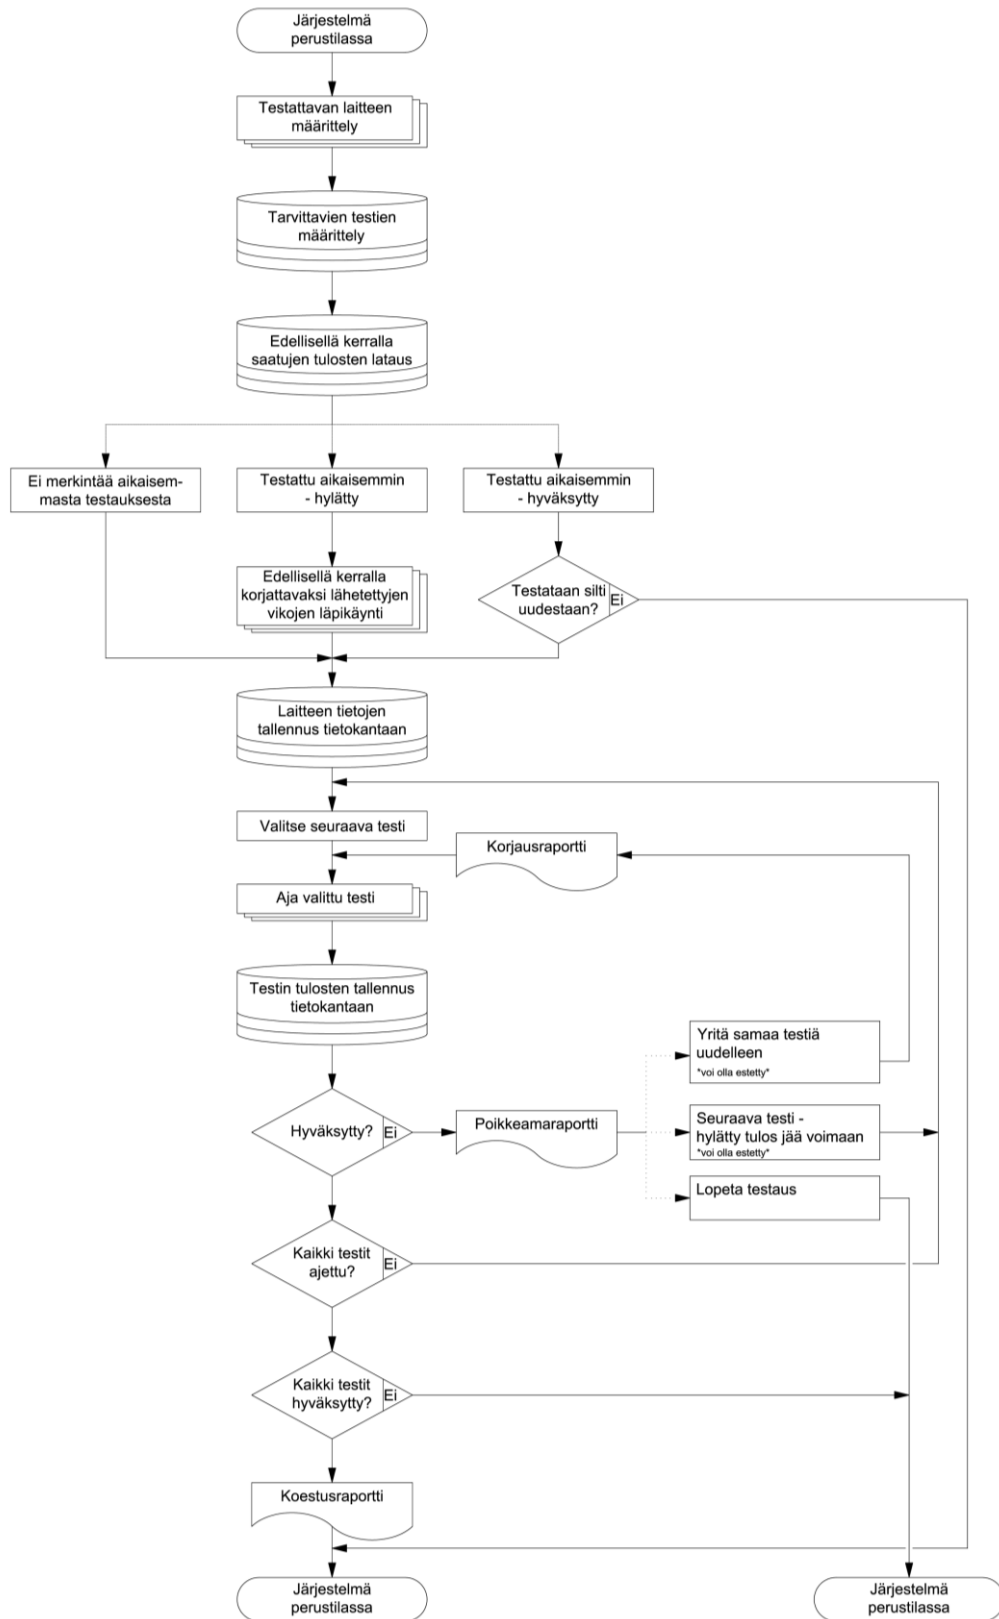 Järjestelmä
perustilassa
Testattavan laitteen
määrittely
Tarvittavien testien
määrittely
Edellisellä kerralla
saatujen tulosten lataus
Ei merkintää aikaisem-
masta testauksesta
Testattu aikaisemmin
- hylätty
Testattu aikaisemmin
- hyväksytty
Edellisellä kerralla
korjattavaksi lähetettyjen
vikojen läpikäynti
Testataan silti
uudestaan?
Ei
Laitteen tietojen
tallennus tietokantaan
Valitse seuraava testi
Korjausraportti
Aja valittu testi
Testin tulosten tallennus
tietokantaan
Yritä samaa testiä
uudelleen
*voi olla estetty*
Hyväksytty?
Ei
Poikkeamaraportti
Seuraava testi -
hylätty tulos jää voimaan
*voi olla estetty*
Lopeta testaus
Kaikki testit
ajettu?
Ei
Kaikki testit
hyväksytty?
Ei
Koestusraportti
Järjestelmä
perustilassa
Järjestelmä
perustilassa